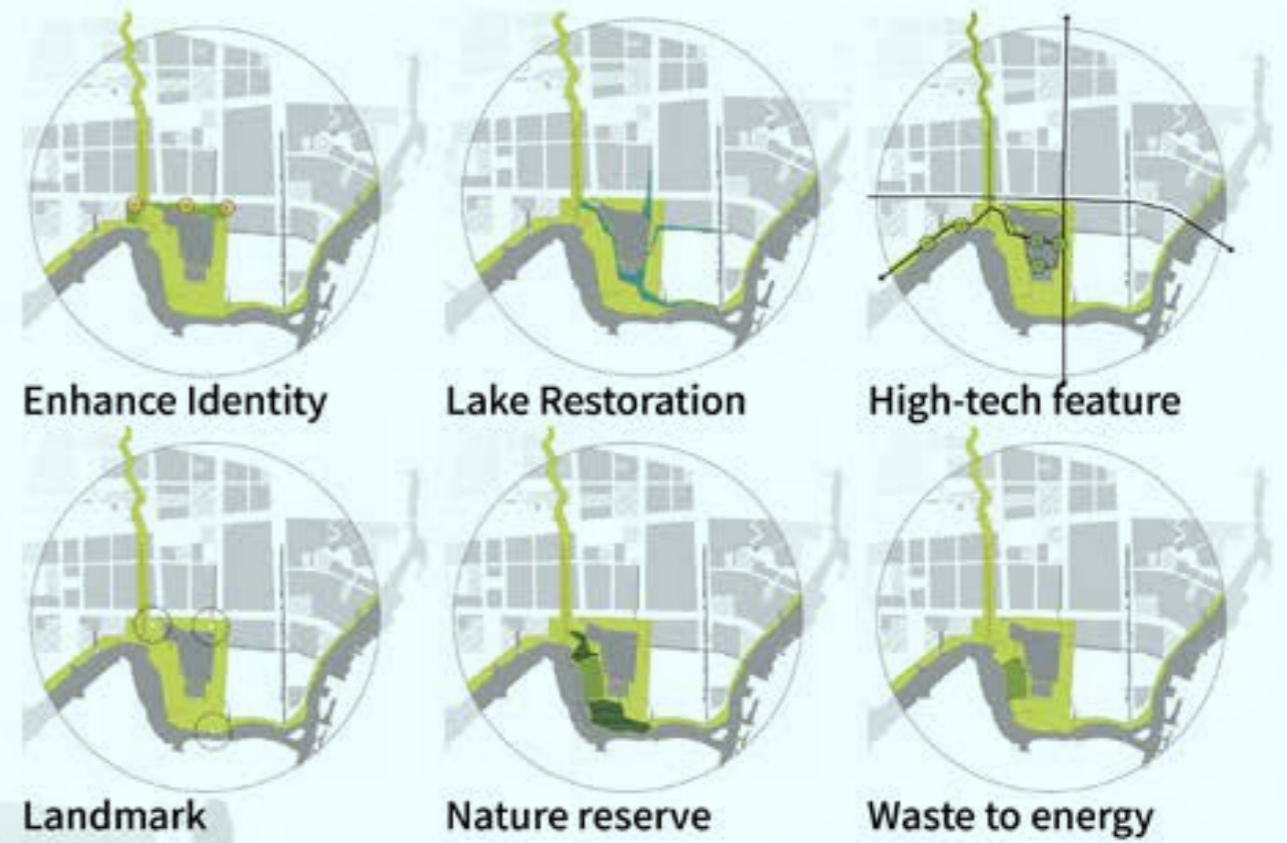 Enhance Identity
Lake Restoration
High-tech feature
Landmark
Nature reserve
Waste to energy